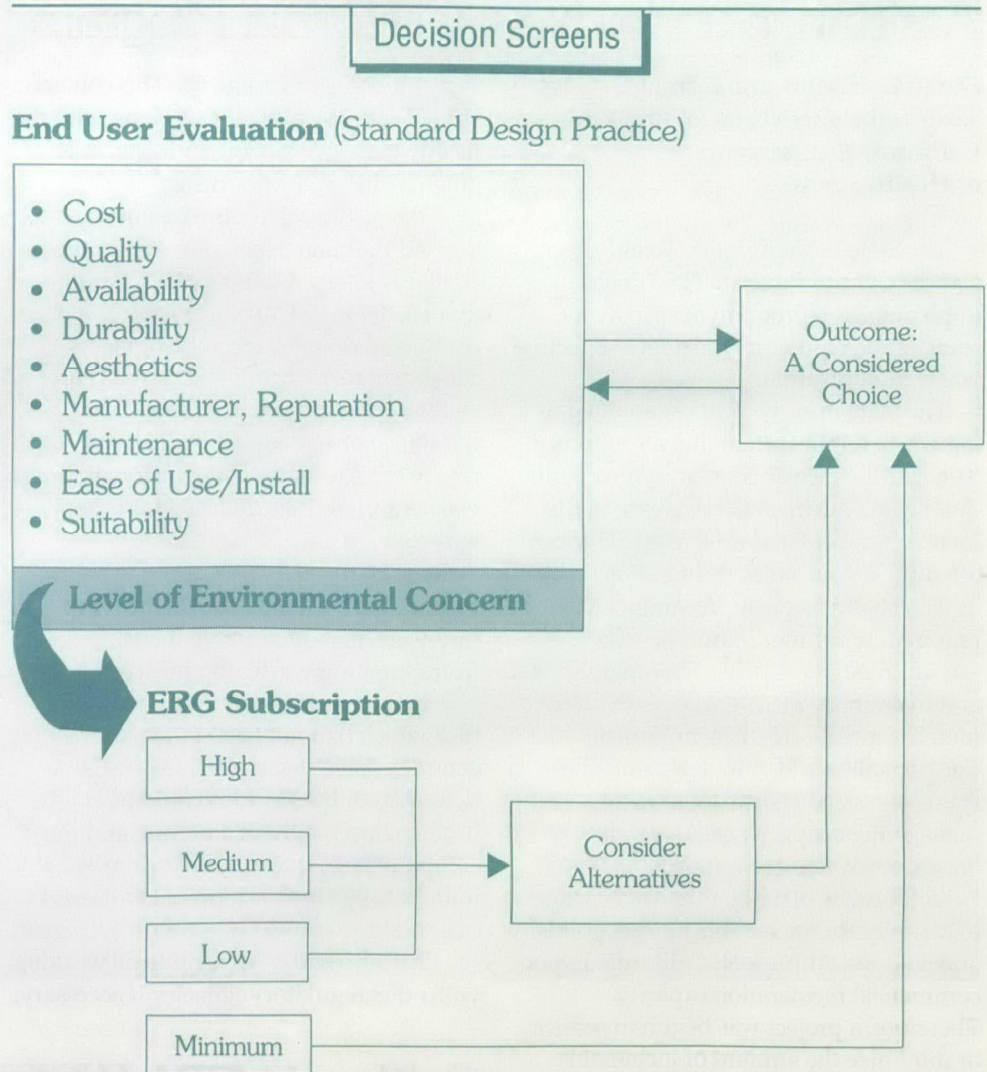 Decision Screens
End User Evaluation (Standard Design Practice)
• Cost
• Quality
• Availability
• Durability
• Aesthetics
• Manufacturer, Reputation
• Maintenance
• Ease of Use/Install
• Suitability
Level of Environmental Concern
Outcome:
A Considered
Choice
ERG Subscription
High
Medium
Low
Minimum
Consider
Alternatives